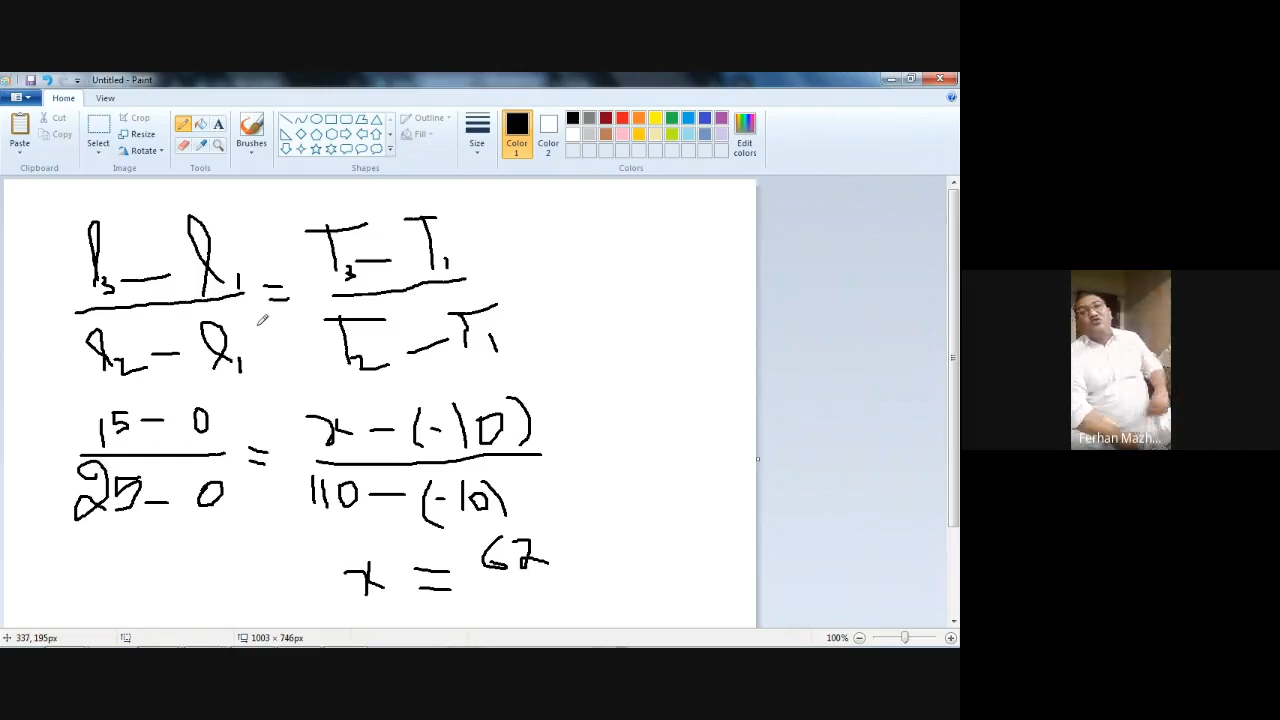 Untitled - Paint
Home View
Paste
Cut
Copy
Clipboard
Select
Crop
Resize
Rotate
Image
Tools
Brushes
Outline
Fill
Shapes
Size
Color 1
Color 2
Edit colors
Colors
l3 - l1 = T3 - T1
l2 - l1 T2 - T1
15 - 0 = x - (-10)
25 - 0 110 - (-10)
x = 62
337, 195px
1003 × 746px
100%
Ferhan Mazh...